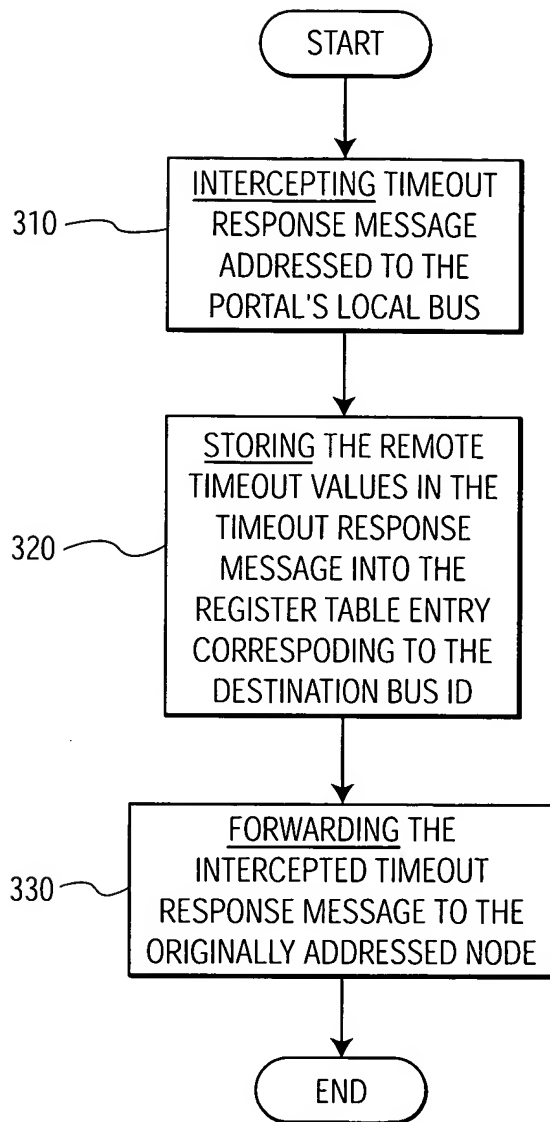 START
310
INTERCEPTING TIMEOUT
RESPONSE MESSAGE
ADDRESSED TO THE
PORTAL'S LOCAL BUS
320
STORING THE REMOTE
TIMEOUT VALUES IN THE
TIMEOUT RESPONSE
MESSAGE INTO THE
REGISTER TABLE ENTRY
CORRESPODING TO THE
DESTINATION BUS ID
330
FORWARDING THE
INTERCEPTED TIMEOUT
RESPONSE MESSAGE TO THE
ORIGINALLY ADDRESSED NODE
END